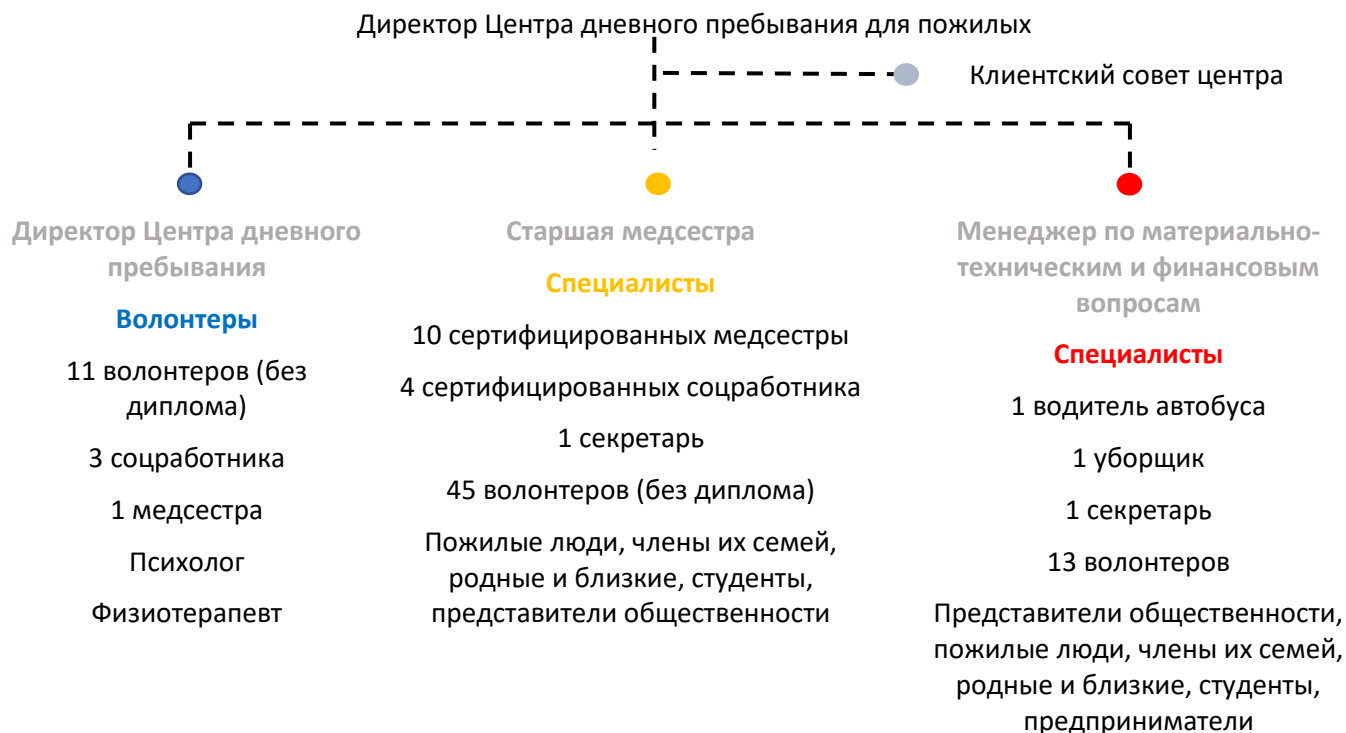 Директор Центра дневного пребывания для пожилых
Клиентский совет центра
Директор Центра дневного
пребывания
Волонтеры
11 волонтеров (без
диплома)
3 соцработника
1 медсестра
Психолог
Физиотерапевт
Старшая медсестра
Специалисты
10 сертифицированных медсестры
4 сертифицированных соцработника
1 секретарь
45 волонтеров (без диплома)
Пожилые люди, члены их семей,
родные и близкие, студенты,
представители общественности
Менеджер по материально-
техническим и финансовым
вопросам
Специалисты
1 водитель автобуса
1 уборщик
1 секретарь
13 волонтеров
Представители общественности,
пожилые люди, члены их семей,
родные и близкие, студенты,
предприниматели